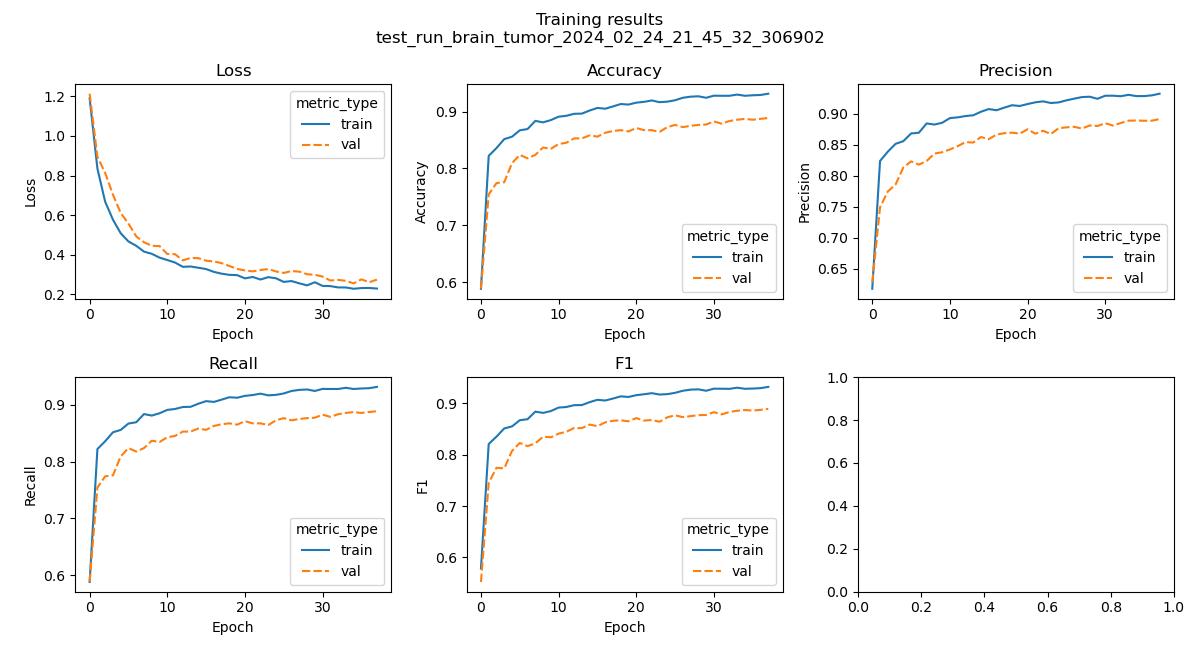 Training results
test_run_brain_tumor_2024_02_24_21_45_32_306902
Loss
1.2
1.0
0.8
0.6
0.4
0.2
Loss
0
10
20
30
Epoch
metric_type
train
val
Accuracy
0.9
0.8
0.7
0.6
Accuracy
0
10
20
30
Epoch
metric_type
train
val
Precision
0.90
0.85
0.80
0.75
0.70
0.65
Precision
0
10
20
30
Epoch
metric_type
train
val
Recall
0.9
0.8
0.7
0.6
Recall
0
10
20
30
Epoch
metric_type
train
val
F1
0.9
0.8
0.7
0.6
F1
0
10
20
30
Epoch
metric_type
train
val
1.0
0.8
0.6
0.4
0.2
0.0
0.0
0.2
0.4
0.6
0.8
1.0